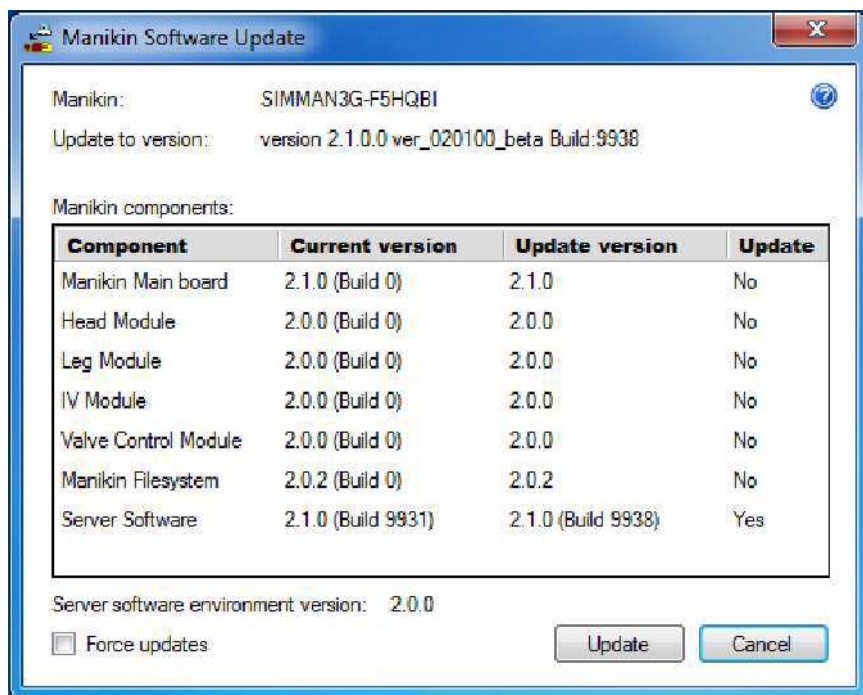 Manikin Software Update
Manikin: SIMMAN3G-F5HQBI
Update to version: version 2.1.0.0 ver_020100_beta Build:9938
Manikin components:
Component Current version Update version Update
Manikin Main board 2.1.0 (Build 0) 2.1.0 No
Head Module 2.0.0 (Build 0) 2.0.0 No
Leg Module 2.0.0 (Build 0) 2.0.0 No
IV Module 2.0.0 (Build 0) 2.0.0 No
Valve Control Module 2.0.0 (Build 0) 2.0.0 No
Manikin Filesystem 2.0.2 (Build 0) 2.0.2 No
Server Software 2.1.0 (Build 9931) 2.1.0 (Build 9938) Yes
Server software environment version: 2.0.0
Force updates Update Cancel